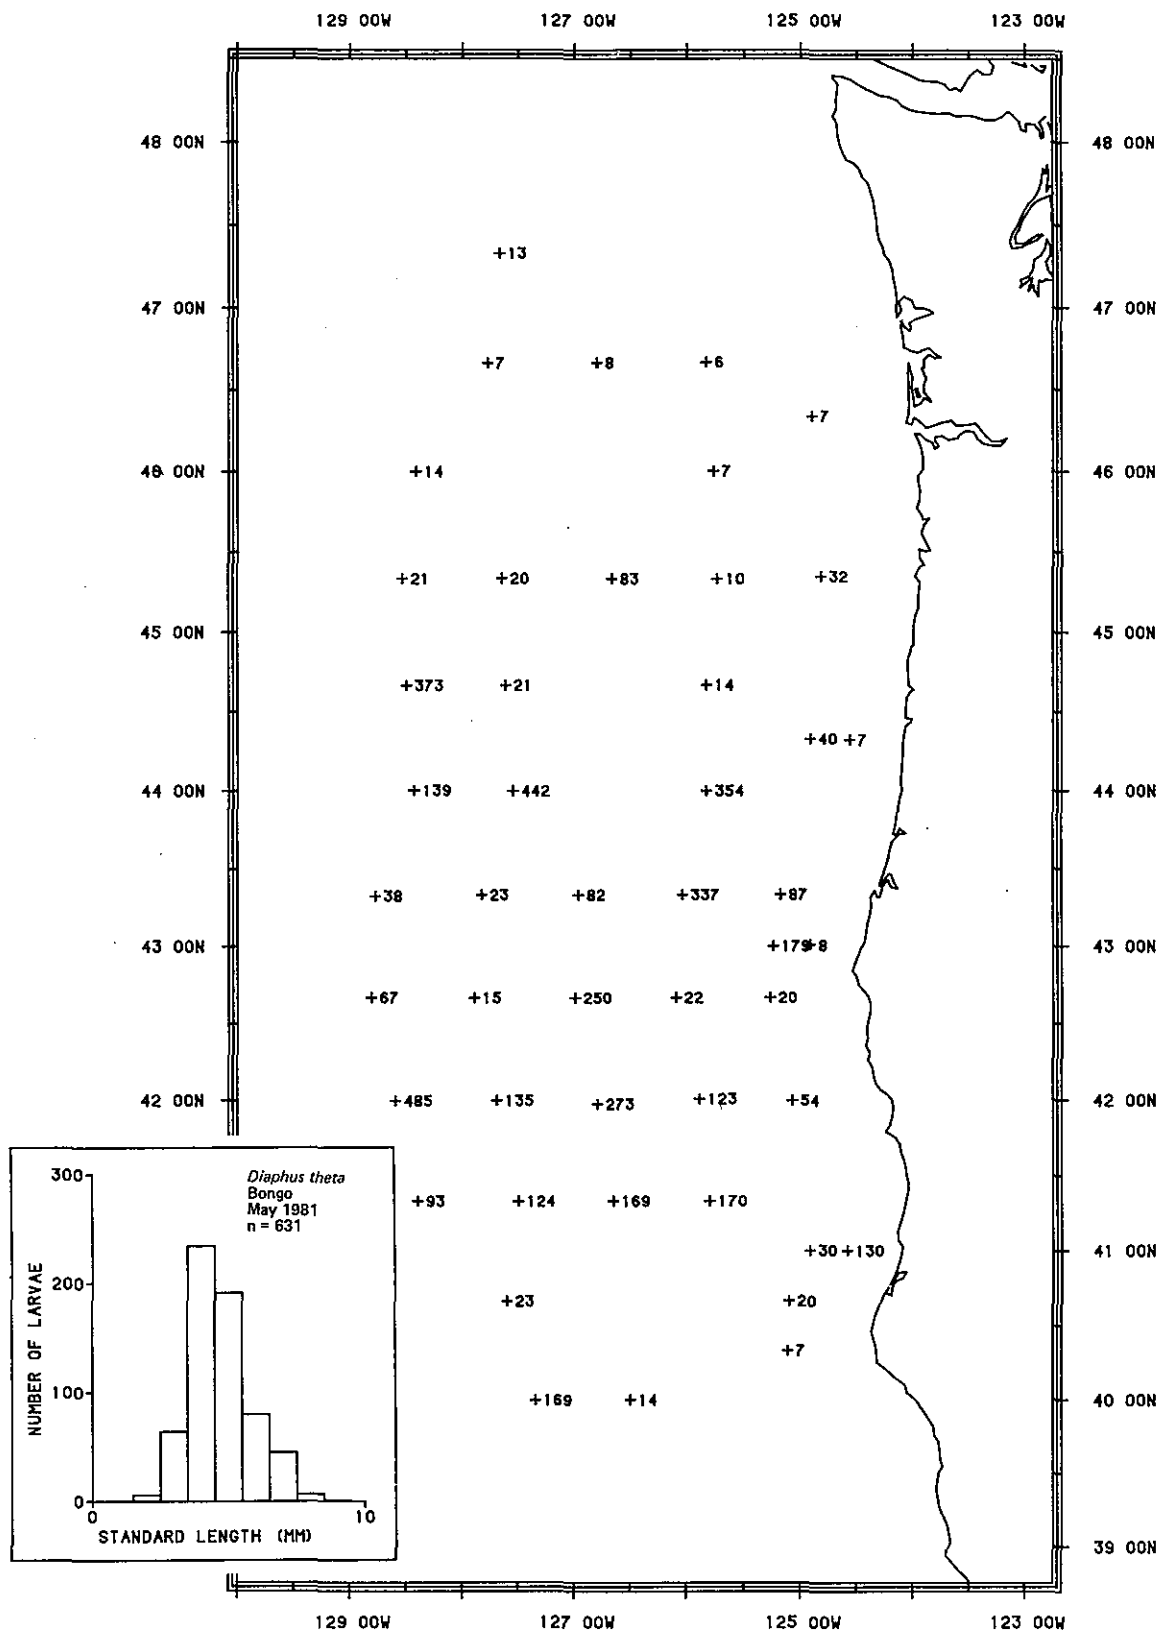 129 00W 127 00W 125 00W 123 00W
48 00N 48 00N
+13
47 00N 47 00N
+7 +8 +6
+7
46 00N +14 +7 46 00N
+21 +20 +83 +10 +32
45 00N 45 00N
+373 +21 +14
+40 +7
44 00N +139 +442 +354 44 00N
+38 +23 +82 +337 +87
43 00N +179 +8 43 00N
+67 +15 +250 +22 +20
42 00N +485 +135 +273 +123 +54 42 00N
+93 +124 +169 +170
+30 +130 41 00N
+23 +20
+7
+169 +14 40 00N
39 00N
300
200
100
0
NUMBER OF LARVAE
Diaphus theta
Bongo
May 1981
n = 631
0 10
STANDARD LENGTH (MM)
129 00W 127 00W 125 00W 123 00W